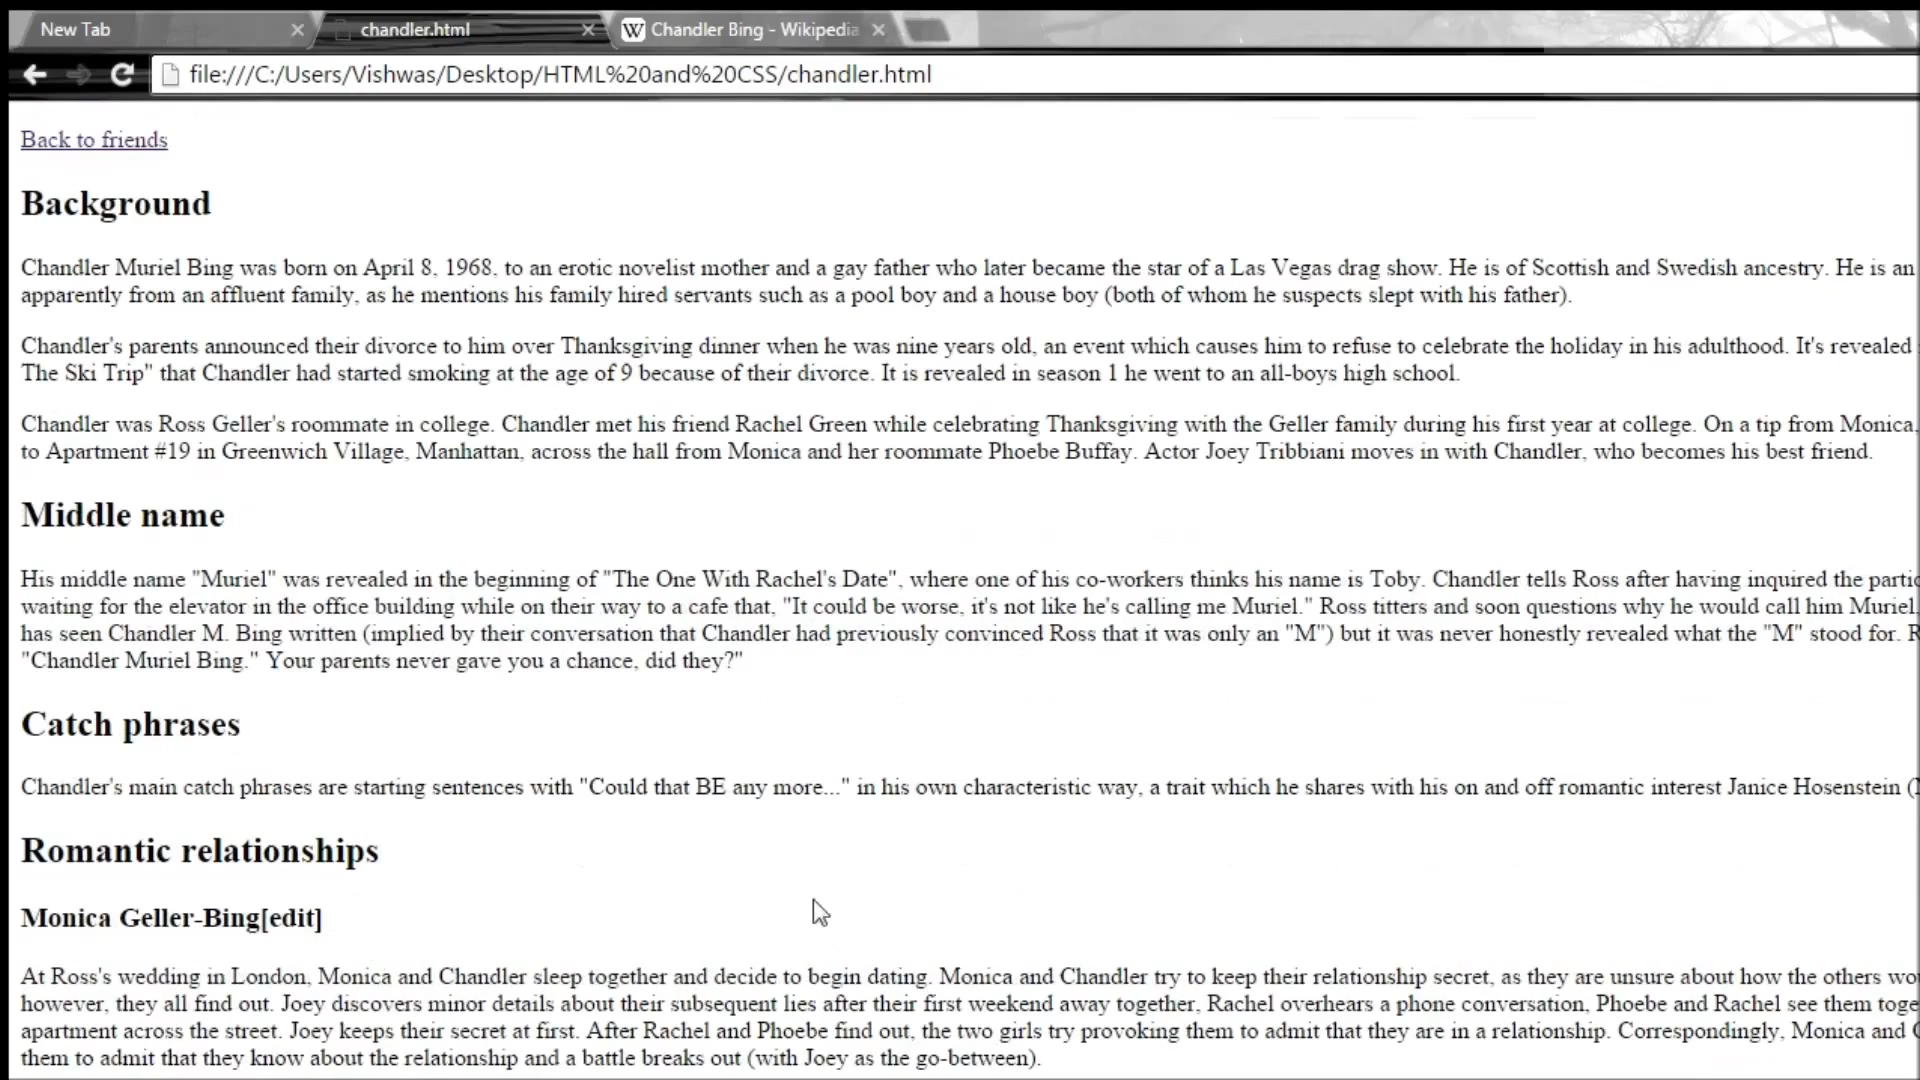 New Tab
chandler.html
Chandler Bing - Wikipedia
file:///C:/Users/Vishwas/Desktop/HTML%20and%20CSS/chandler.html
Back to friends
Background
Chandler Muriel Bing was born on April 8, 1968, to an erotic novelist mother and a gay father who later became the star of a Las Vegas drag show. He is of Scottish and Swedish ancestry. He is an
apparently from an affluent family, as he mentions his family hired servants such as a pool boy and a house boy (both of whom he suspects slept with his father).
Chandler's parents announced their divorce to him over Thanksgiving dinner when he was nine years old, an event which causes him to refuse to celebrate the holiday in his adulthood. It's revealed
The Ski Trip" that Chandler had started smoking at the age of 9 because of their divorce. It is revealed in season 1 he went to an all-boys high school.
Chandler was Ross Geller's roommate in college. Chandler met his friend Rachel Green while celebrating Thanksgiving with the Geller family during his first year at college. On a tip from Monica,
to Apartment #19 in Greenwich Village, Manhattan, across the hall from Monica and her roommate Phoebe Buffay. Actor Joey Tribbiani moves in with Chandler, who becomes his best friend.
Middle name
His middle name "Muriel" was revealed in the beginning of "The One With Rachel's Date", where one of his co-workers thinks his name is Toby. Chandler tells Ross after having inquired the
waiting for the elevator in the office building while on their way to a cafe that, "It could be worse, it's not like he's calling me Muriel." Ross titters and soon questions why he would call him Muriel.
has seen Chandler M. Bing written (implied by their conversation that Chandler had previously convinced Ross that it was only an "M") but it was never honestly revealed what the "M" stood for.
"Chandler Muriel Bing." Your parents never gave you a chance, did they?"
Catch phrases
Chandler's main catch phrases are starting sentences with "Could that BE any more..." in his own characteristic way, a trait which he shares with his on and off romantic interest Janice Hosenstein
Romantic relationships
Monica Geller-Bing[edit]
At Ross's wedding in London, Monica and Chandler sleep together and decide to begin dating. Monica and Chandler try to keep their relationship secret, as they are unsure about how the others
however, they all find out. Joey discovers minor details about their subsequent lies after their first weekend away together, Rachel overhears a phone conversation, Phoebe and Rachel see them
apartment across the street. Joey keeps their secret at first. After Rachel and Phoebe find out, the two girls try provoking them to admit that they are in a relationship. Correspondingly, Monica and
them to admit that they know about the relationship and a battle breaks out (with Joey as the go-between).